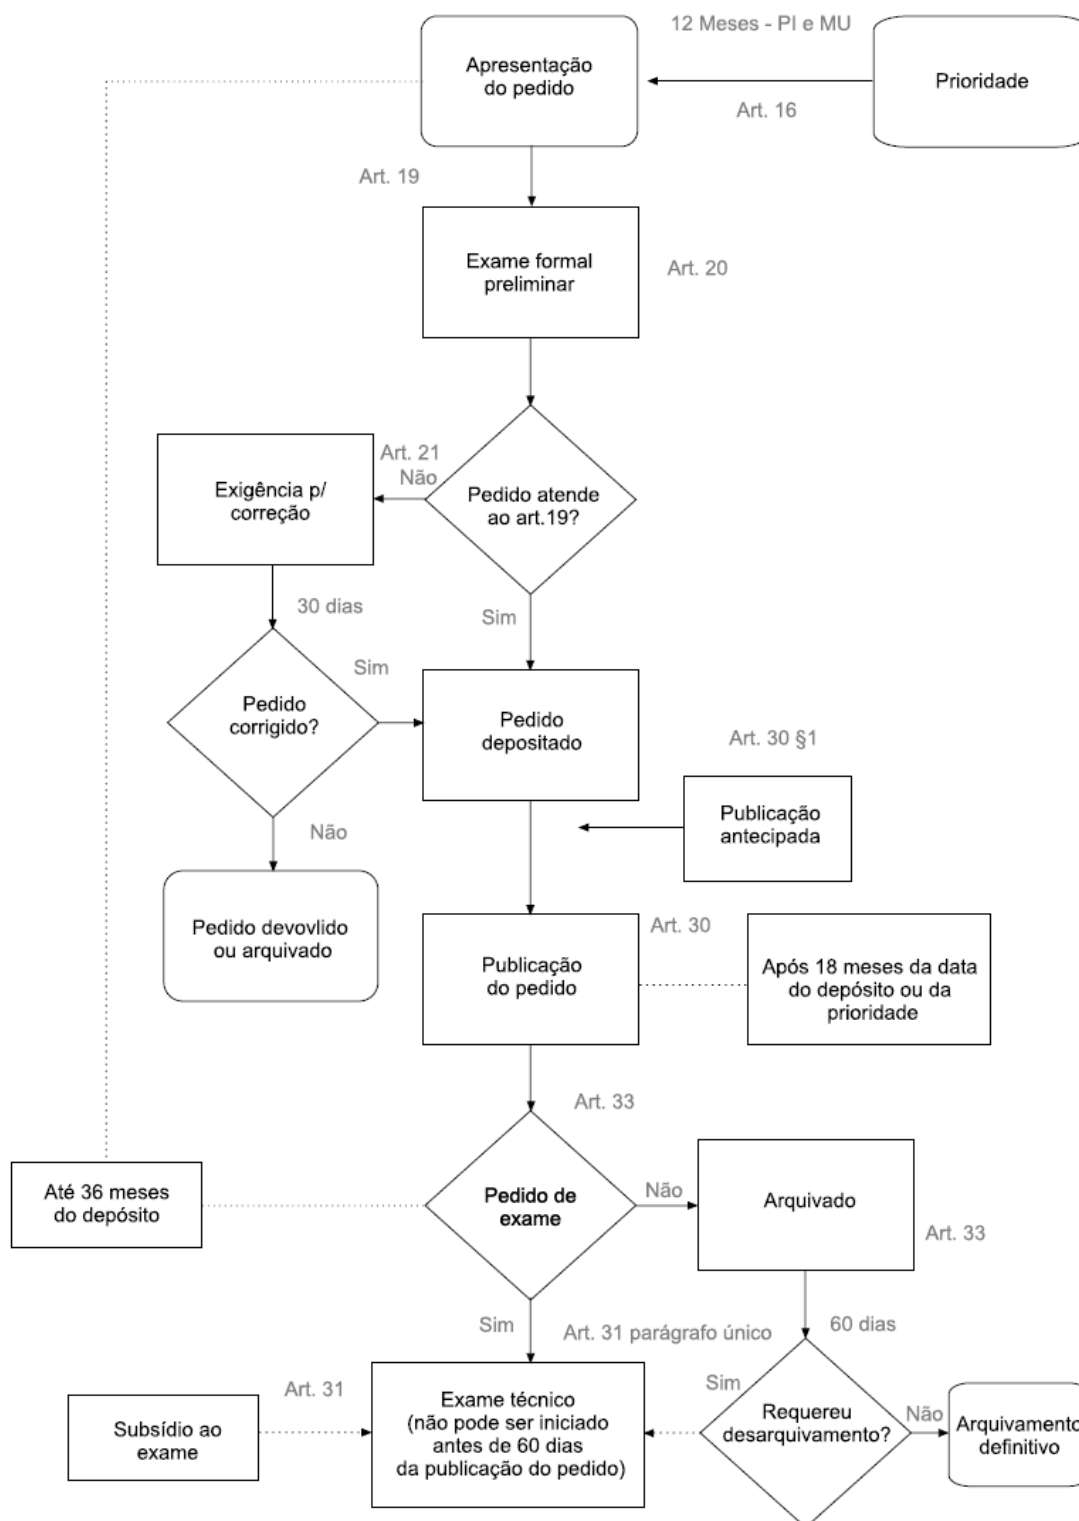 12 Meses - PI e MU
Apresentação
do pedido
Prioridade
Art. 16
Art. 19
Exame formal
preliminar
Art. 20
Art. 21
Não
Exigência p/
correção
Pedido atende
ao art.19?
30 dias
Sim
Sim
Pedido
corrigido?
Pedido
depositado
Art. 30 §1
Publicação
antecipada
Não
Pedido devovlido
ou arquivado
Art. 30
Publicação
do pedido
Após 18 meses da data
do depósito ou da
prioridade
Art. 33
Até 36 meses
do depósito
Pedido de
exame
Não
Arquivado
Art. 33
Sim
Art. 31 parágrafo único
60 dias
Art. 31
Subsídio ao
exame
Exame técnico
(não pode ser iniciado
antes de 60 dias
da publicação do pedido)
Sim
Requereu
desarquivamento?
Não
Arquivamento
definitivo